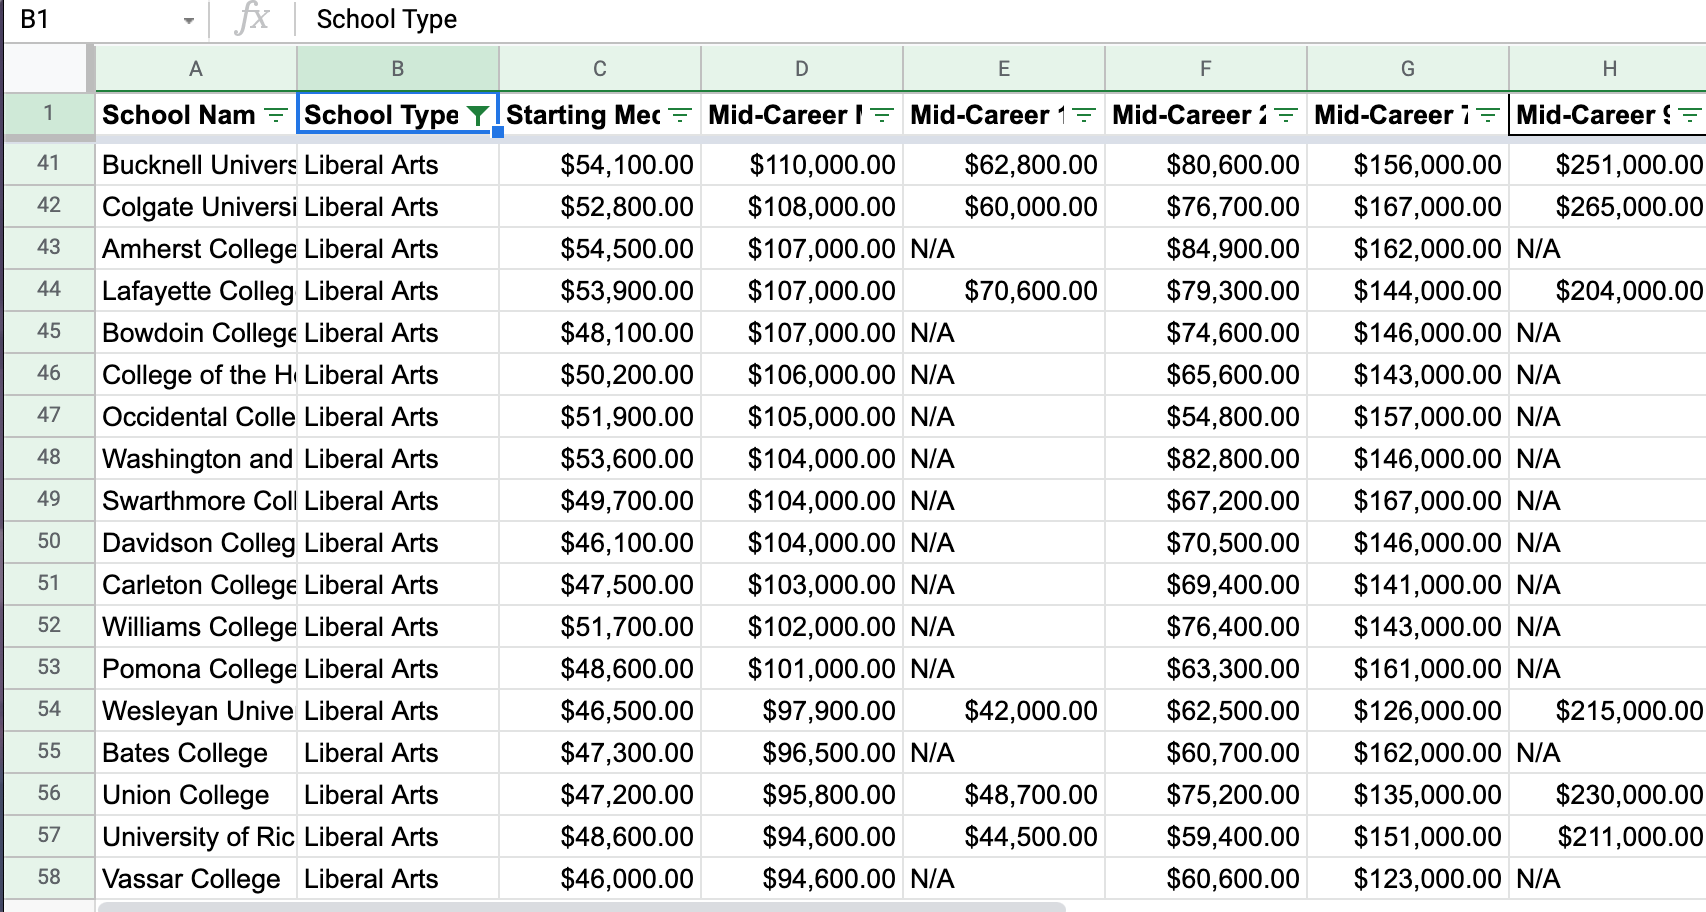 B1 fx School Type
A B C D E F G H
1 School Nam School Type Starting Mec Mid-Career Mid-Career 1 Mid-Career 2 Mid-Career 7 Mid-Career 9
41 Bucknell Univers Liberal Arts $54,100.00 $110,000.00 $62,800.00 $80,600.00 $156,000.00 $251,000.00
42 Colgate Universi Liberal Arts $52,800.00 $108,000.00 $60,000.00 $76,700.00 $167,000.00 $265,000.00
43 Amherst College Liberal Arts $54,500.00 $107,000.00 N/A $84,900.00 $162,000.00 N/A
44 Lafayette Colleg Liberal Arts $53,900.00 $107,000.00 $70,600.00 $79,300.00 $144,000.00 $204,000.00
45 Bowdoin College Liberal Arts $48,100.00 $107,000.00 N/A $74,600.00 $146,000.00 N/A
46 College of the H Liberal Arts $50,200.00 $106,000.00 N/A $65,600.00 $143,000.00 N/A
47 Occidental Colle Liberal Arts $51,900.00 $105,000.00 N/A $54,800.00 $157,000.00 N/A
48 Washington and Liberal Arts $53,600.00 $104,000.00 N/A $82,800.00 $146,000.00 N/A
49 Swarthmore Coll Liberal Arts $49,700.00 $104,000.00 N/A $67,200.00 $167,000.00 N/A
50 Davidson Colleg Liberal Arts $46,100.00 $104,000.00 N/A $70,500.00 $146,000.00 N/A
51 Carleton College Liberal Arts $47,500.00 $103,000.00 N/A $69,400.00 $141,000.00 N/A
52 Williams College Liberal Arts $51,700.00 $102,000.00 N/A $76,400.00 $143,000.00 N/A
53 Pomona College Liberal Arts $48,600.00 $101,000.00 N/A $63,300.00 $161,000.00 N/A
54 Wesleyan Unive Liberal Arts $46,500.00 $97,900.00 $42,000.00 $62,500.00 $126,000.00 $215,000.00
55 Bates College Liberal Arts $47,300.00 $96,500.00 N/A $60,700.00 $162,000.00 N/A
56 Union College Liberal Arts $47,200.00 $95,800.00 $48,700.00 $75,200.00 $135,000.00 $230,000.00
57 University of Ric Liberal Arts $48,600.00 $94,600.00 $44,500.00 $59,400.00 $151,000.00 $211,000.00
58 Vassar College Liberal Arts $46,000.00 $94,600.00 N/A $60,600.00 $123,000.00 N/A